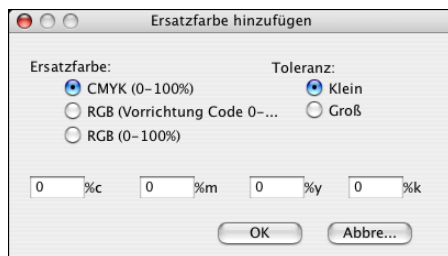 Ersatzfarbe hinzufügen
Ersatzfarbe: Toleranz:
CMYK (0-100%) Klein
RGB (Vorrichtung Code 0-... Groß
RGB (0-100%)
0 %c 0 %m 0 %y 0 %k
OK Abbre...